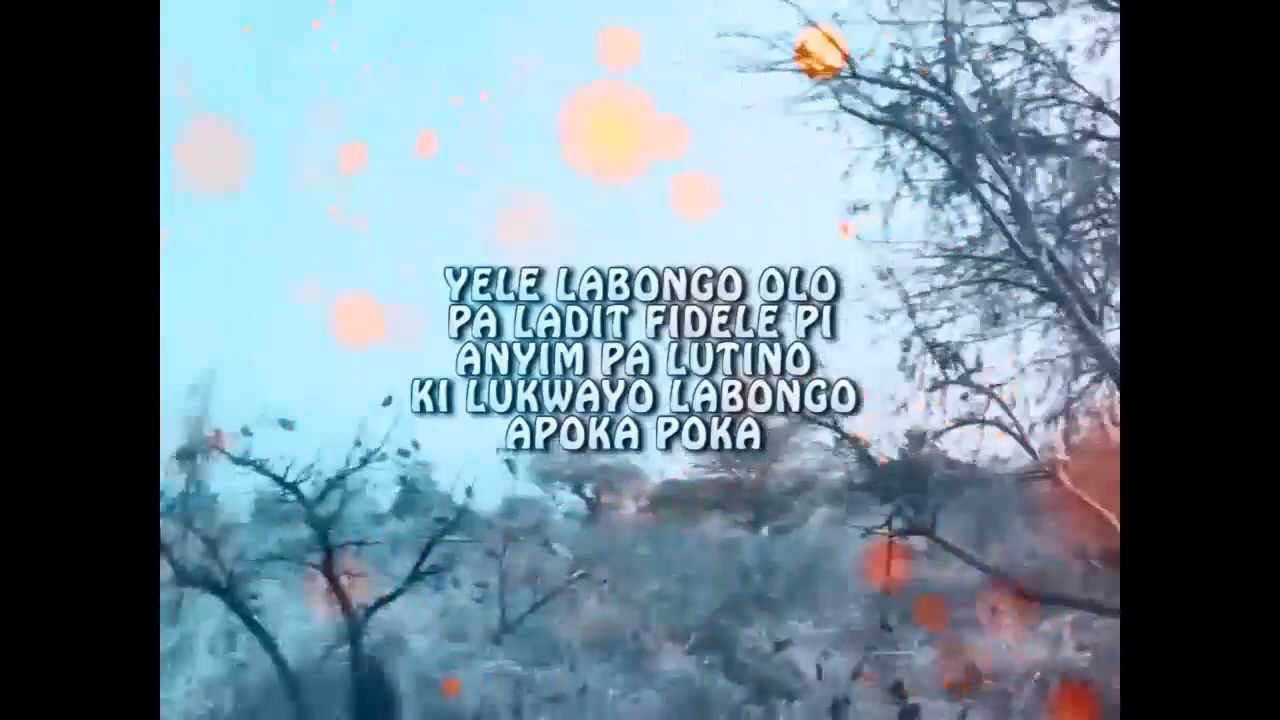 YELE LABONGO OLO
PA LADIT FIDELE PI
ANYIM PA LUTINO
KI LUKWAYO LABONGO
APOKA POKA